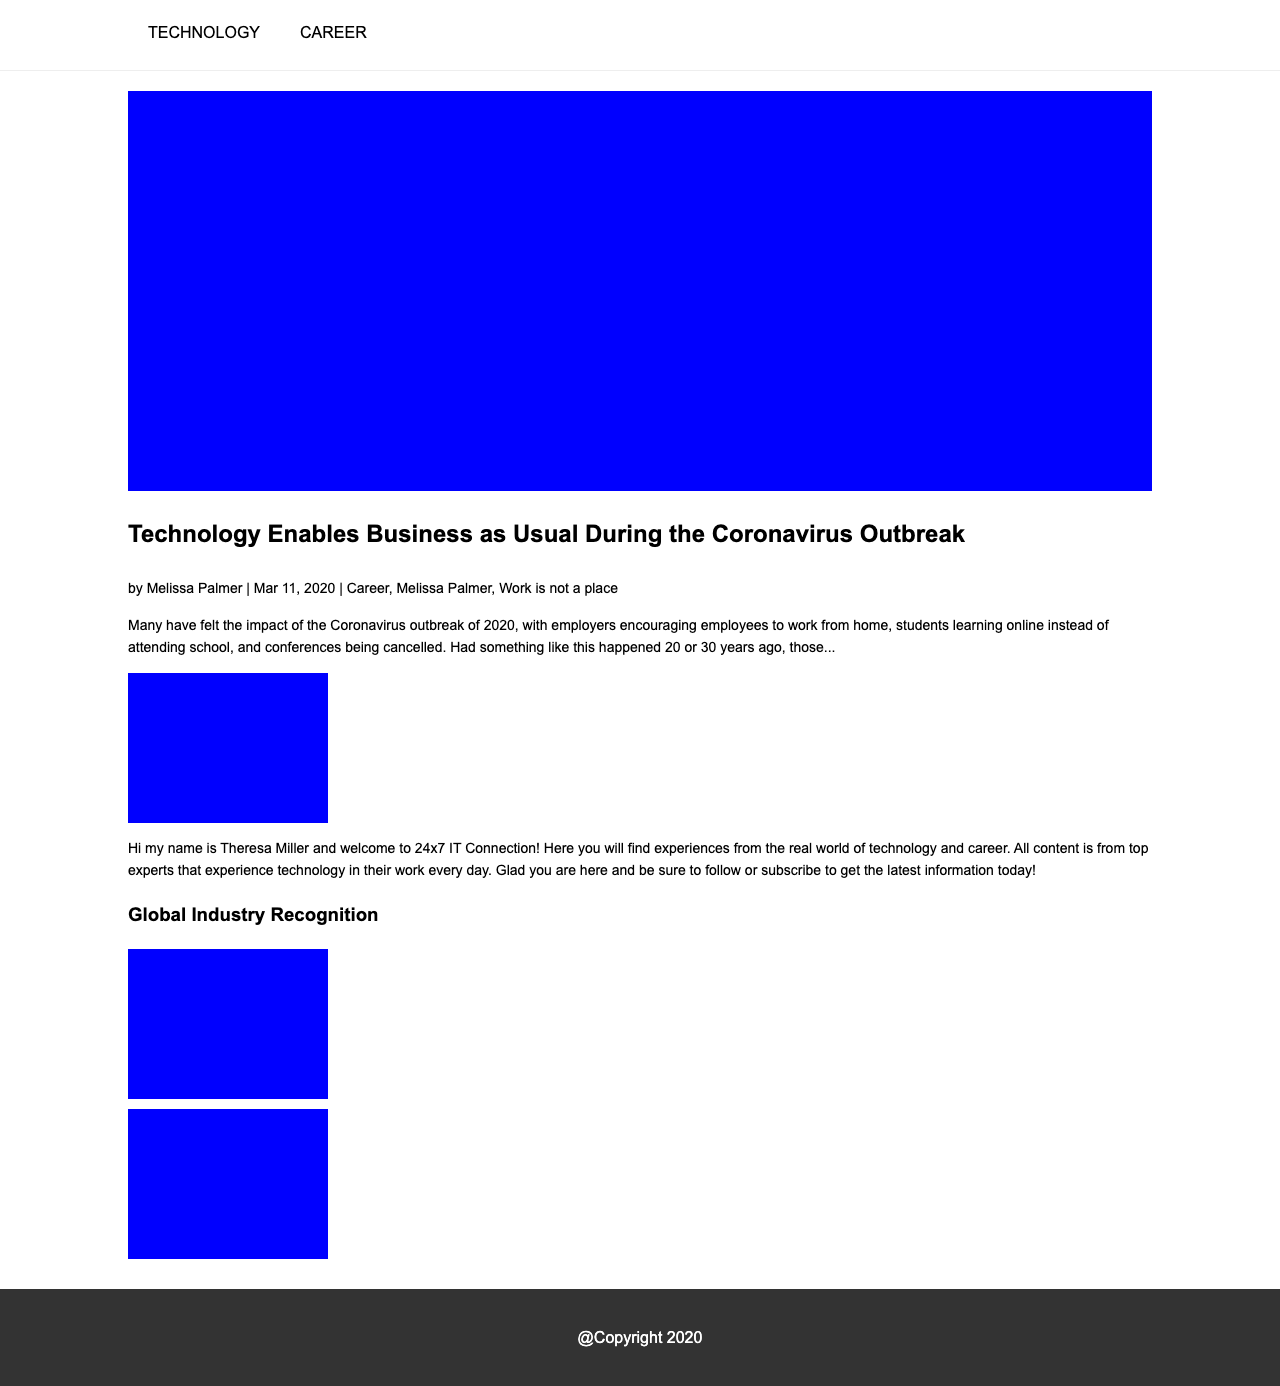 TECHNOLOGY CAREER
Technology Enables Business as Usual During the Coronavirus Outbreak
by Melissa Palmer | Mar 11, 2020 | Career, Melissa Palmer, Work is not a place
Many have felt the impact of the Coronavirus outbreak of 2020, with employers encouraging employees to work from home, students learning online instead of
attending school, and conferences being cancelled. Had something like this happened 20 or 30 years ago, those...
Hi my name is Theresa Miller and welcome to 24x7 IT Connection! Here you will find experiences from the real world of technology and career. All content is from top
experts that experience technology in their work every day. Glad you are here and be sure to follow or subscribe to get the latest information today!
Global Industry Recognition
@Copyright 2020